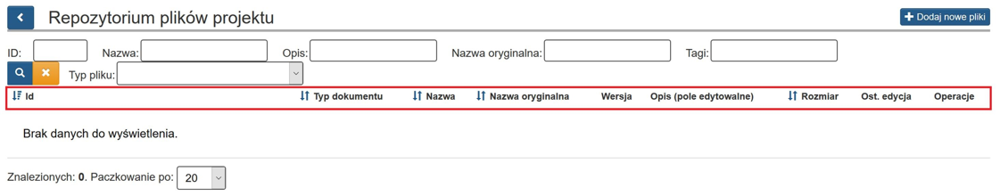 Repozytorium plików projektu
Dodaj nowe pliki
ID: Nazwa: Opis: Nazwa oryginalna: Tagi:
Typ pliku:
Id Typ dokumentu Nazwa Nazwa oryginalna Wersja Opis (pole edytowalne) Rozmiar Ost. edycja Operacje
Brak danych do wyświetlenia.
Znalezionych: 0. Paczkowanie po: 20